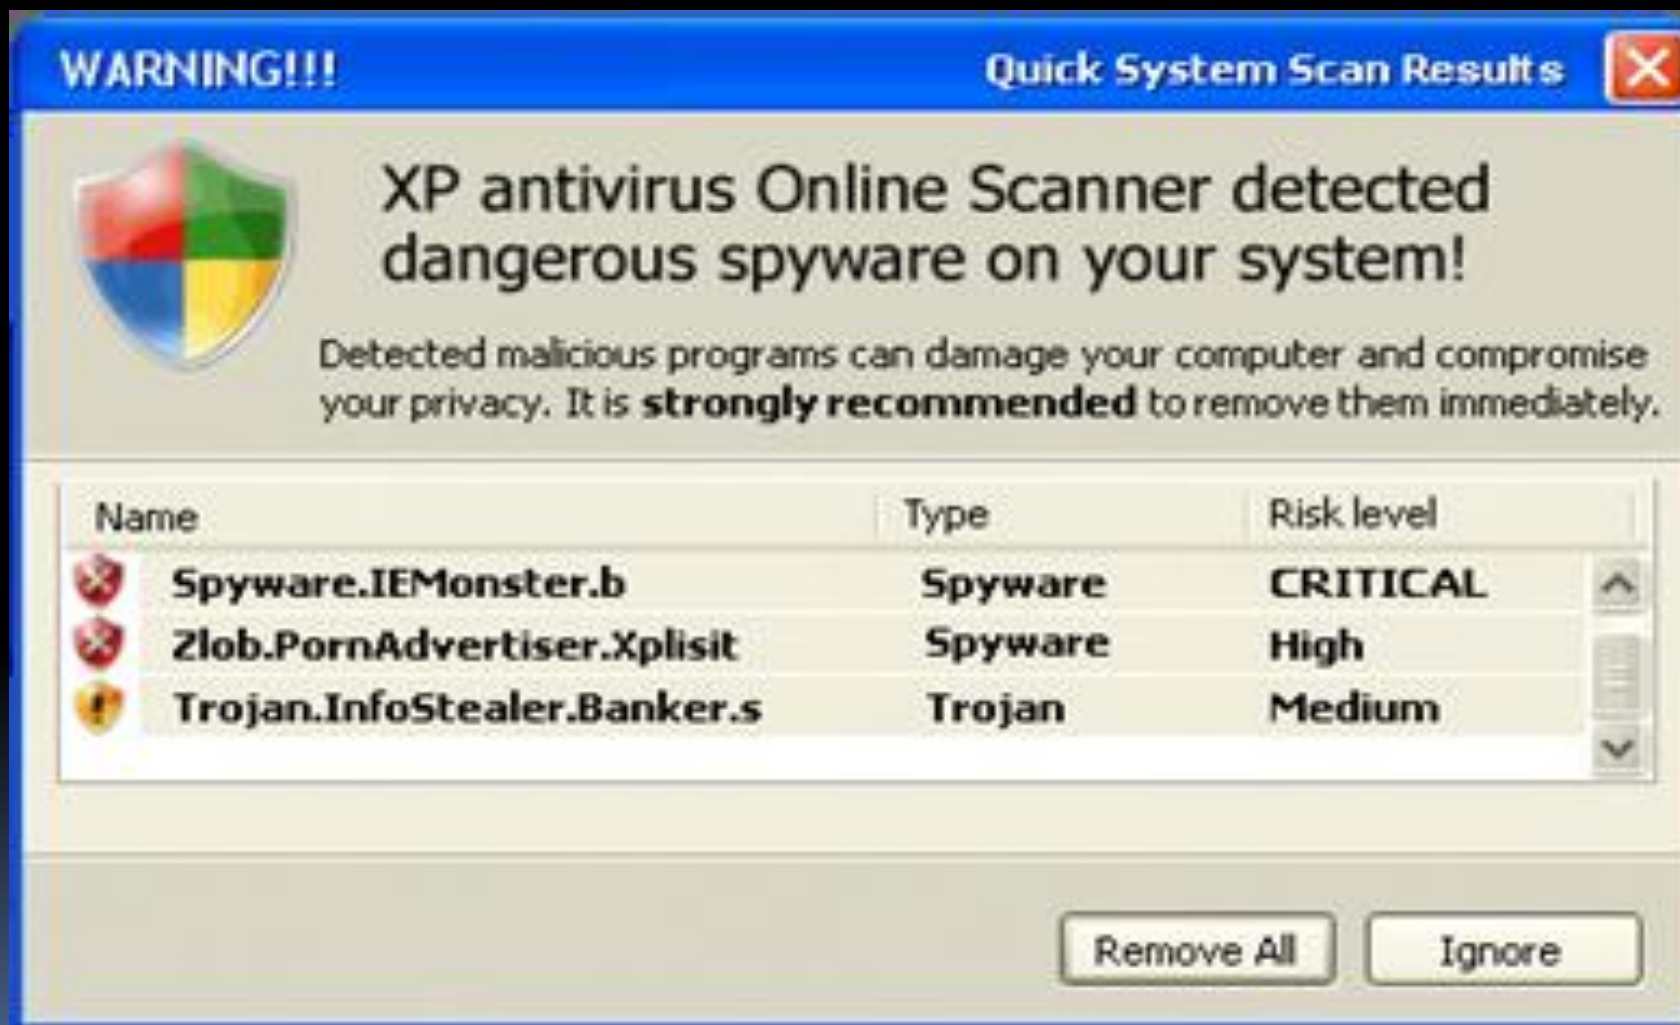 WARNING!!! Quick System Scan Results
XP antivirus Online Scanner detected
dangerous spyware on your system!
Detected malicious programs can damage your computer and compromise
your privacy. It is strongly recommended to remove them immediately.
Name Type Risk level
Spyware.IEMonster.b Spyware CRITICAL
Zlob.PornAdvertiser.Xplisit Spyware High
Trojan.InfoStealer.Banker.s Trojan Medium
Remove All Ignore